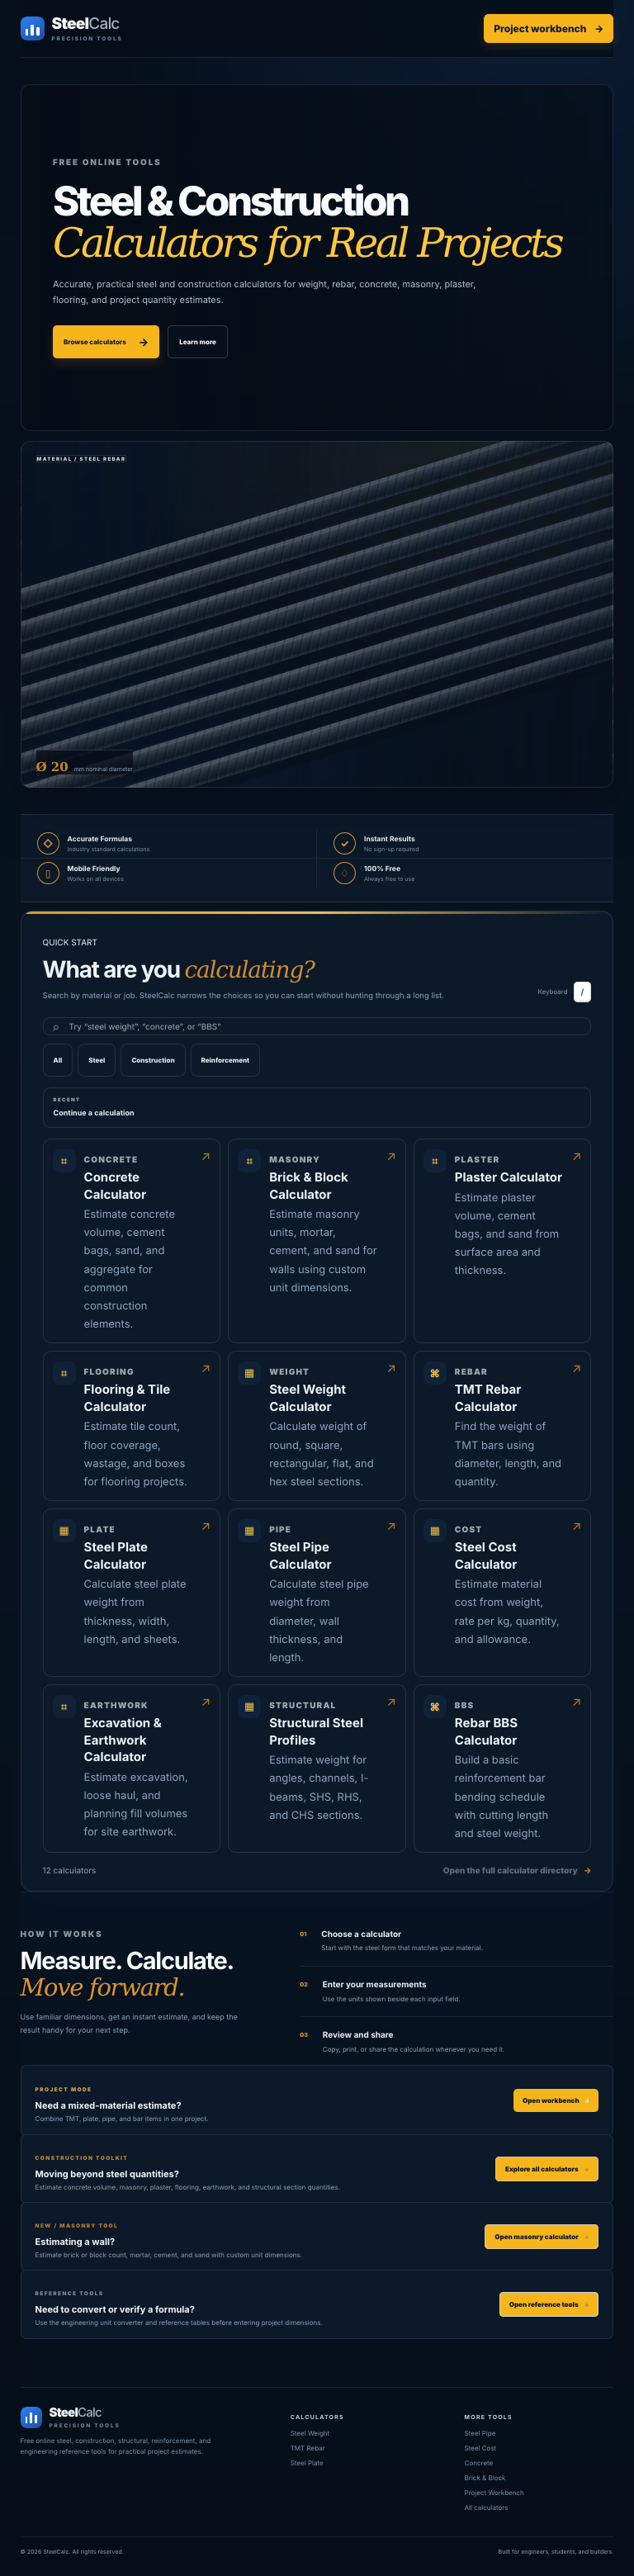 SteelCalc
PRECISION TOOLS
Project workbench →
FREE ONLINE TOOLS
Steel & Construction
Calculators for Real Projects
Accurate, practical steel and construction calculators for weight, rebar, concrete, masonry, plaster,
flooring, and project quantity estimates.
Browse calculators →
Learn more
MATERIAL / STEEL REBAR
Ø 20 mm nominal diameter
Accurate Formulas
Industry standard calculations
Instant Results
No sign-up required
Mobile Friendly
Works on all devices
100% Free
Always free to use
QUICK START
What are you calculating?
Search by material or job. SteelCalc narrows the choices so you can start without hunting through a long list.
Keyboard /
Try “steel weight”, “concrete”, or “BBS”
All
Steel
Construction
Reinforcement
RECENT
Continue a calculation
CONCRETE
Concrete
Calculator
Estimate concrete
volume, cement
bags, sand, and
aggregate for
common
construction
elements.
MASONRY
Brick & Block
Calculator
Estimate masonry
units, mortar,
cement, and sand for
walls using custom
unit dimensions.
PLASTER
Plaster Calculator
Estimate plaster
volume, cement
bags, and sand from
surface area and
thickness.
FLOORING
Flooring & Tile
Calculator
Estimate tile count,
floor coverage,
wastage, and boxes
for flooring projects.
WEIGHT
Steel Weight
Calculator
Calculate weight of
round, square,
rectangular, flat, and
hex steel sections.
REBAR
TMT Rebar
Calculator
Find the weight of
TMT bars using
diameter, length, and
quantity.
PLATE
Steel Plate
Calculator
Calculate steel plate
weight from
thickness, width,
length, and sheets.
PIPE
Steel Pipe
Calculator
Calculate steel pipe
weight from
diameter, wall
thickness, and
length.
COST
Steel Cost
Calculator
Estimate material
cost from weight,
rate per kg, quantity,
and allowance.
EARTHWORK
Excavation &
Earthwork
Calculator
Estimate excavation,
loose haul, and
planning fill volumes
for site earthwork.
STRUCTURAL
Structural Steel
Profiles
Estimate weight for
angles, channels, I-
beams, SHS, RHS,
and CHS sections.
BBS
Rebar BBS
Calculator
Build a basic
reinforcement bar
bending schedule
with cutting length
and steel weight.
12 calculators
Open the full calculator directory →
HOW IT WORKS
Measure. Calculate.
Move forward.
Use familiar dimensions, get an instant estimate, and keep the
result handy for your next step.
01 Choose a calculator
Start with the steel form that matches your material.
02 Enter your measurements
Use the units shown beside each input field.
03 Review and share
Copy, print, or share the calculation whenever you need it.
PROJECT MODE
Need a mixed-material estimate?
Combine TMT, plate, pipe, and bar items in one project.
Open workbench
CONSTRUCTION TOOLKIT
Moving beyond steel quantities?
Estimate concrete volume, masonry, plaster, flooring, earthwork, and structural section quantities.
Explore all calculators →
NEW / MASONRY TOOL
Estimating a wall?
Estimate brick or block count, mortar, cement, and sand with custom unit dimensions.
Open masonry calculator →
REFERENCE TOOLS
Need to convert or verify a formula?
Use the engineering unit converter and reference tables before entering project dimensions.
Open reference tools →
SteelCalc
PRECISION TOOLS
Free online steel, construction, structural, reinforcement, and
engineering reference tools for practical project estimates.
CALCULATORS
Steel Weight
TMT Rebar
Steel Plate
MORE TOOLS
Steel Pipe
Steel Cost
Concrete
Brick & Block
Project Workbench
All calculators
© 2026 SteelCalc. All rights reserved.
Built for engineers, students, and builders.